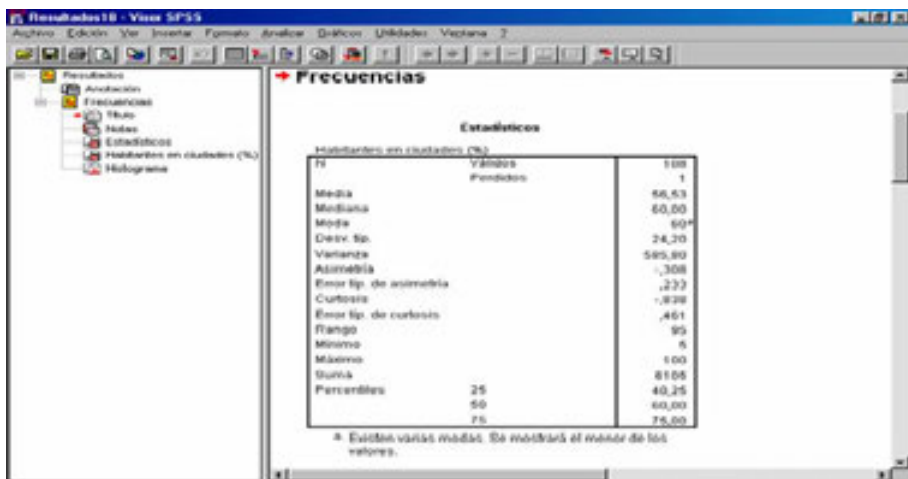 Resultados18 - Visor SPSS
Archivo Edición Ver Insertar Formato Analizar Gráficos Utilidades Ventana ?
Resultados
Anotación
Frecuencias
Título
Notas
Estadísticos
Habitantes en ciudades (%)
Histograma
Frecuencias
Estadísticos
Habitantes en ciudades (%)
N Válidos 108
Perdidos 1
Media 56,53
Mediana 60,00
Moda 60ª
Desv. típ. 24,20
Varianza 585,80
Asimetría -,308
Error típ. de asimetría ,233
Curtosis -,838
Error típ. de curtosis ,461
Rango 95
Mínimo 5
Máximo 100
Suma 6105
Percentiles 25 40,25
50 60,00
75 75,00
a. Existen varias modas. Se mostrará el menor de los
valores.